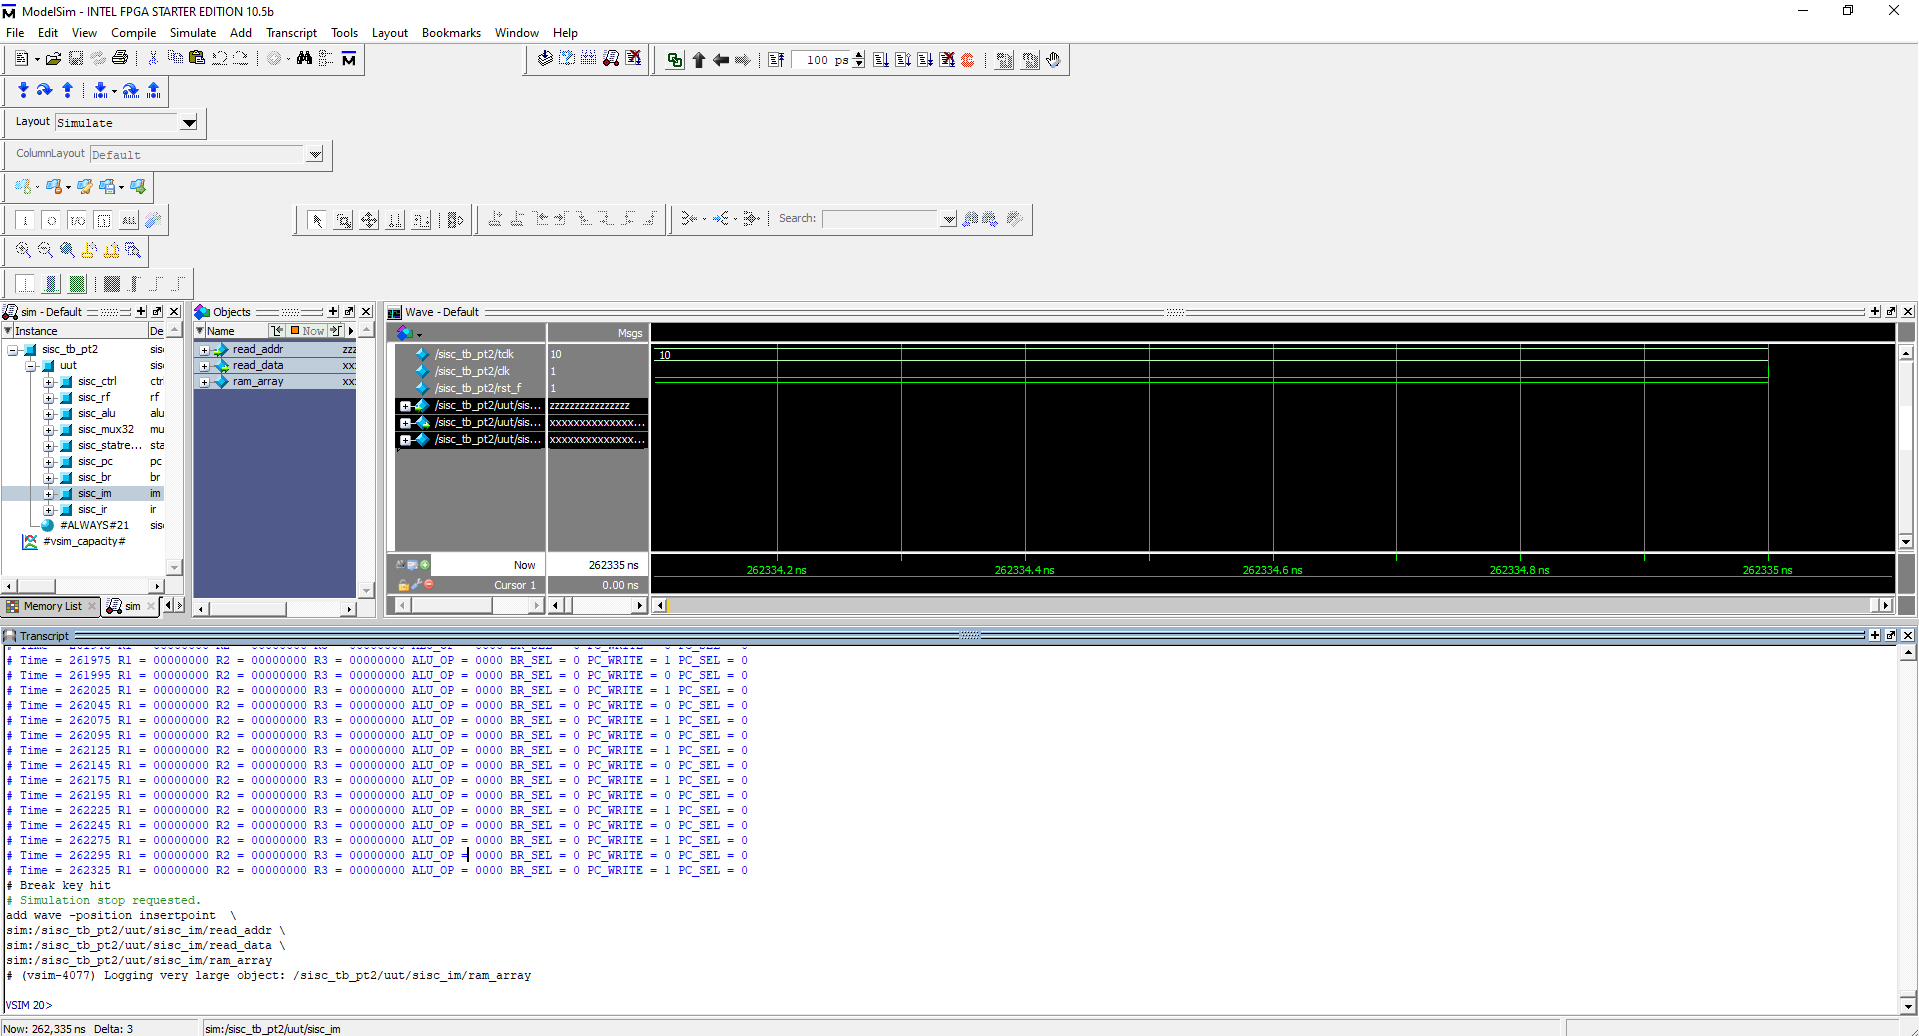 ModelSim - INTEL FPGA STARTER EDITION 10.5b
File Edit View Compile Simulate Add Transcript Tools Layout Bookmarks Window Help
100 ps
Layout Simulate
ColumnLayout Default
Search:
sim - Default
Instance De
sisc_tb_pt2 sis
uut sis
sisc_ctrl ctr
sisc_rf rf
sisc_alu alu
sisc_mux32 mu
sisc_statre... sta
sisc_pc pc
sisc_br br
sisc_im im
sisc_ir ir
#ALWAYS#21 sis
#vsim_capacity#
Memory List sim
Objects
Name Now
read_addr zzz
read_data xx
ram_array xx
Wave - Default
Msgs
/sisc_tb_pt2/tclk 10 10
/sisc_tb_pt2/clk 1
/sisc_tb_pt2/rst_f 1
/sisc_tb_pt2/uut/sis... zzzzzzzzzzzzzzzz
/sisc_tb_pt2/uut/sis... xxxxxxxxxxxxxx...
/sisc_tb_pt2/uut/sis... xxxxxxxxxxxxxx...
Now 262335 ns
Cursor 1 0.00 ns
262334.2 ns 262334.4 ns 262334.6 ns 262334.8 ns 262335 ns
Transcript
# Time = 261975 R1 = 00000000 R2 = 00000000 R3 = 00000000 ALU_OP = 0000 BR_SEL = 0 PC_WRITE = 1 PC_SEL = 0
# Time = 261995 R1 = 00000000 R2 = 00000000 R3 = 00000000 ALU_OP = 0000 BR_SEL = 0 PC_WRITE = 0 PC_SEL = 0
# Time = 262025 R1 = 00000000 R2 = 00000000 R3 = 00000000 ALU_OP = 0000 BR_SEL = 0 PC_WRITE = 1 PC_SEL = 0
# Time = 262045 R1 = 00000000 R2 = 00000000 R3 = 00000000 ALU_OP = 0000 BR_SEL = 0 PC_WRITE = 0 PC_SEL = 0
# Time = 262075 R1 = 00000000 R2 = 00000000 R3 = 00000000 ALU_OP = 0000 BR_SEL = 0 PC_WRITE = 1 PC_SEL = 0
# Time = 262095 R1 = 00000000 R2 = 00000000 R3 = 00000000 ALU_OP = 0000 BR_SEL = 0 PC_WRITE = 0 PC_SEL = 0
# Time = 262125 R1 = 00000000 R2 = 00000000 R3 = 00000000 ALU_OP = 0000 BR_SEL = 0 PC_WRITE = 1 PC_SEL = 0
# Time = 262145 R1 = 00000000 R2 = 00000000 R3 = 00000000 ALU_OP = 0000 BR_SEL = 0 PC_WRITE = 0 PC_SEL = 0
# Time = 262175 R1 = 00000000 R2 = 00000000 R3 = 00000000 ALU_OP = 0000 BR_SEL = 0 PC_WRITE = 1 PC_SEL = 0
# Time = 262195 R1 = 00000000 R2 = 00000000 R3 = 00000000 ALU_OP = 0000 BR_SEL = 0 PC_WRITE = 0 PC_SEL = 0
# Time = 262225 R1 = 00000000 R2 = 00000000 R3 = 00000000 ALU_OP = 0000 BR_SEL = 0 PC_WRITE = 1 PC_SEL = 0
# Time = 262245 R1 = 00000000 R2 = 00000000 R3 = 00000000 ALU_OP = 0000 BR_SEL = 0 PC_WRITE = 0 PC_SEL = 0
# Time = 262275 R1 = 00000000 R2 = 00000000 R3 = 00000000 ALU_OP = 0000 BR_SEL = 0 PC_WRITE = 1 PC_SEL = 0
# Time = 262295 R1 = 00000000 R2 = 00000000 R3 = 00000000 ALU_OP = 0000 BR_SEL = 0 PC_WRITE = 0 PC_SEL = 0
# Time = 262325 R1 = 00000000 R2 = 00000000 R3 = 00000000 ALU_OP = 0000 BR_SEL = 0 PC_WRITE = 1 PC_SEL = 0
# Break key hit
# Simulation stop requested.
add wave -position insertpoint \
sim:/sisc_tb_pt2/uut/sisc_im/read_addr \
sim:/sisc_tb_pt2/uut/sisc_im/read_data \
sim:/sisc_tb_pt2/uut/sisc_im/ram_array
# (vsim-4077) Logging very large object: /sisc_tb_pt2/uut/sisc_im/ram_array
VSIM 20>
Now: 262,335 ns Delta: 3 sim:/sisc_tb_pt2/uut/sisc_im